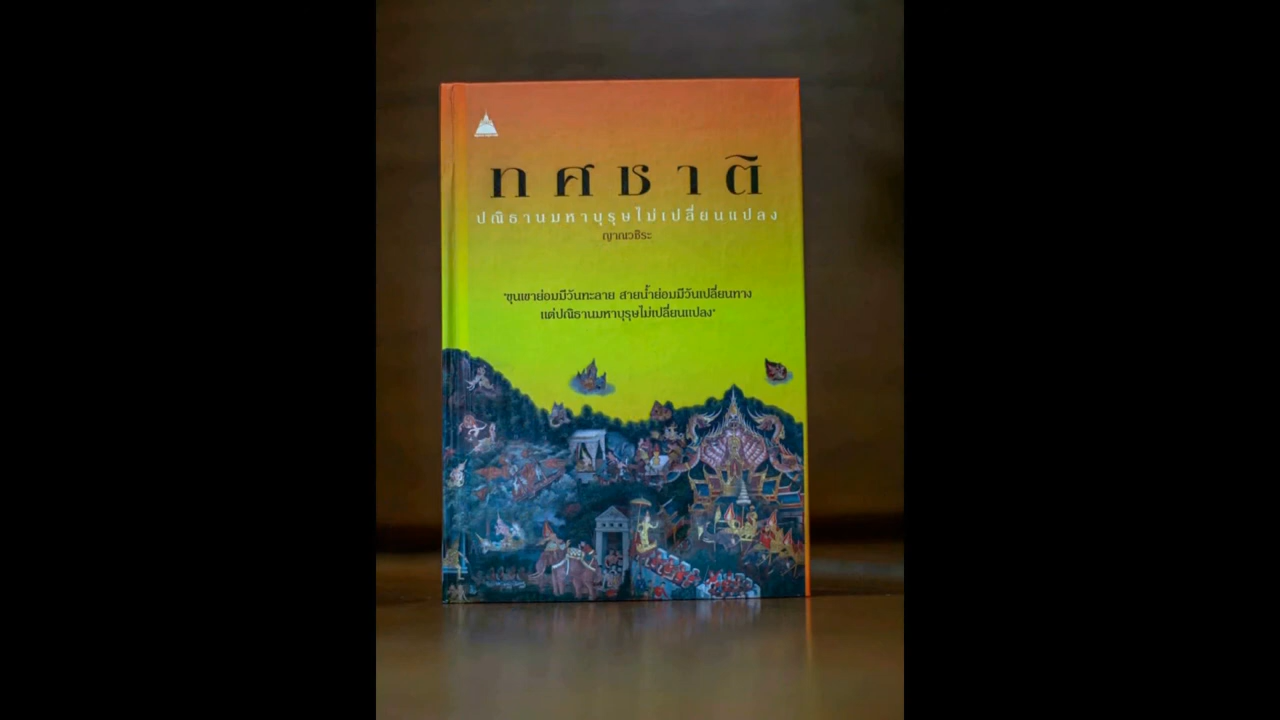 ทศชาติ
ปณิธานมหาบุรุษไม่เปลี่ยนแปลง
ญาณวชิระ
"ขุนเขาย่อมมีวันทะลาย สายน้ำย่อมมีวันเปลี่ยนทาง
แต่ปณิธานมหาบุรุษไม่เปลี่ยนแปลง"